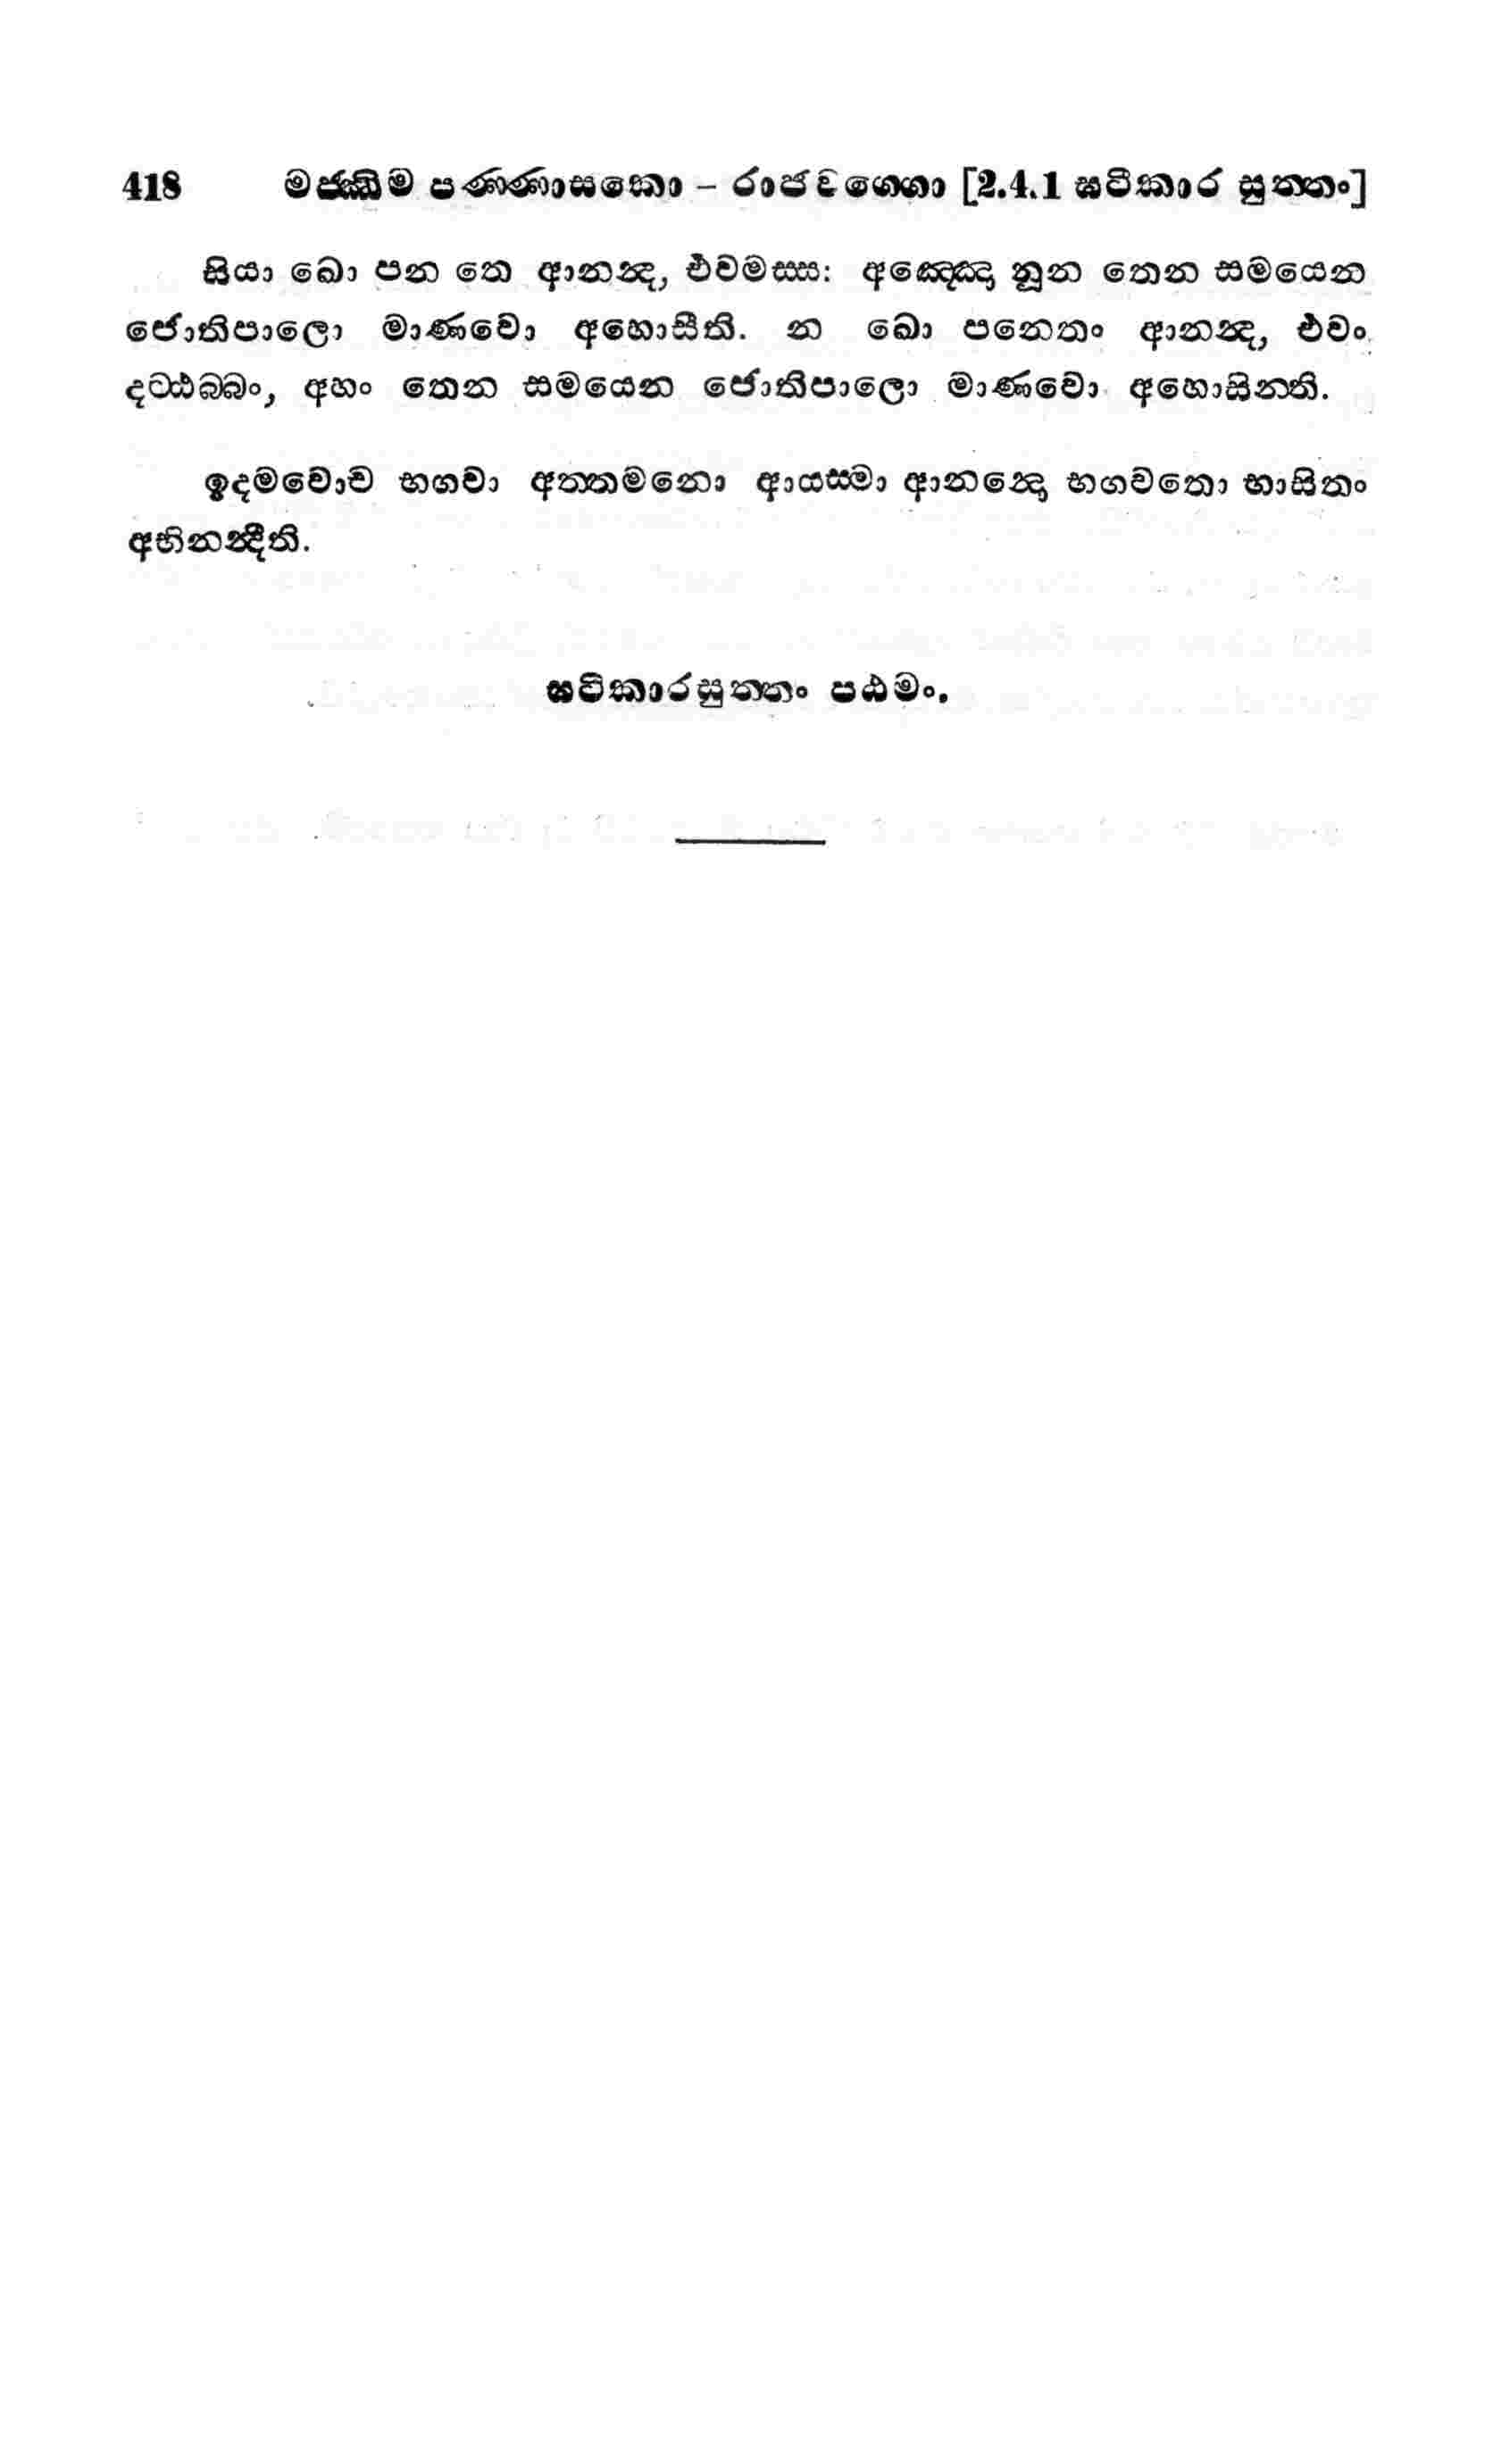 418 මජ්ඣිම පණ්ණාසකො – රාජවග්ගො [2.4.1 ඝටිකාර සුත්තං]
සියා ඛො පන තෙ ආනන්ද, එවමස්ස: අඤ්ඤො නූන තෙන සමයෙන
ජොතිපාලො මාණවො අහොසීති. න ඛො පනෙතං ආනන්ද, එවං
දට්ඨබ්බං, අහං තෙන සමයෙන ජොතිපාලො මාණවො අහොසින්ති.
ඉදමවොච භගවා අත්තමනො ආයස්මා ආනන්දො භගවතො භාසිතං
අභිනන්දීති.
ඝටිකාරසුත්තං පඨමං.